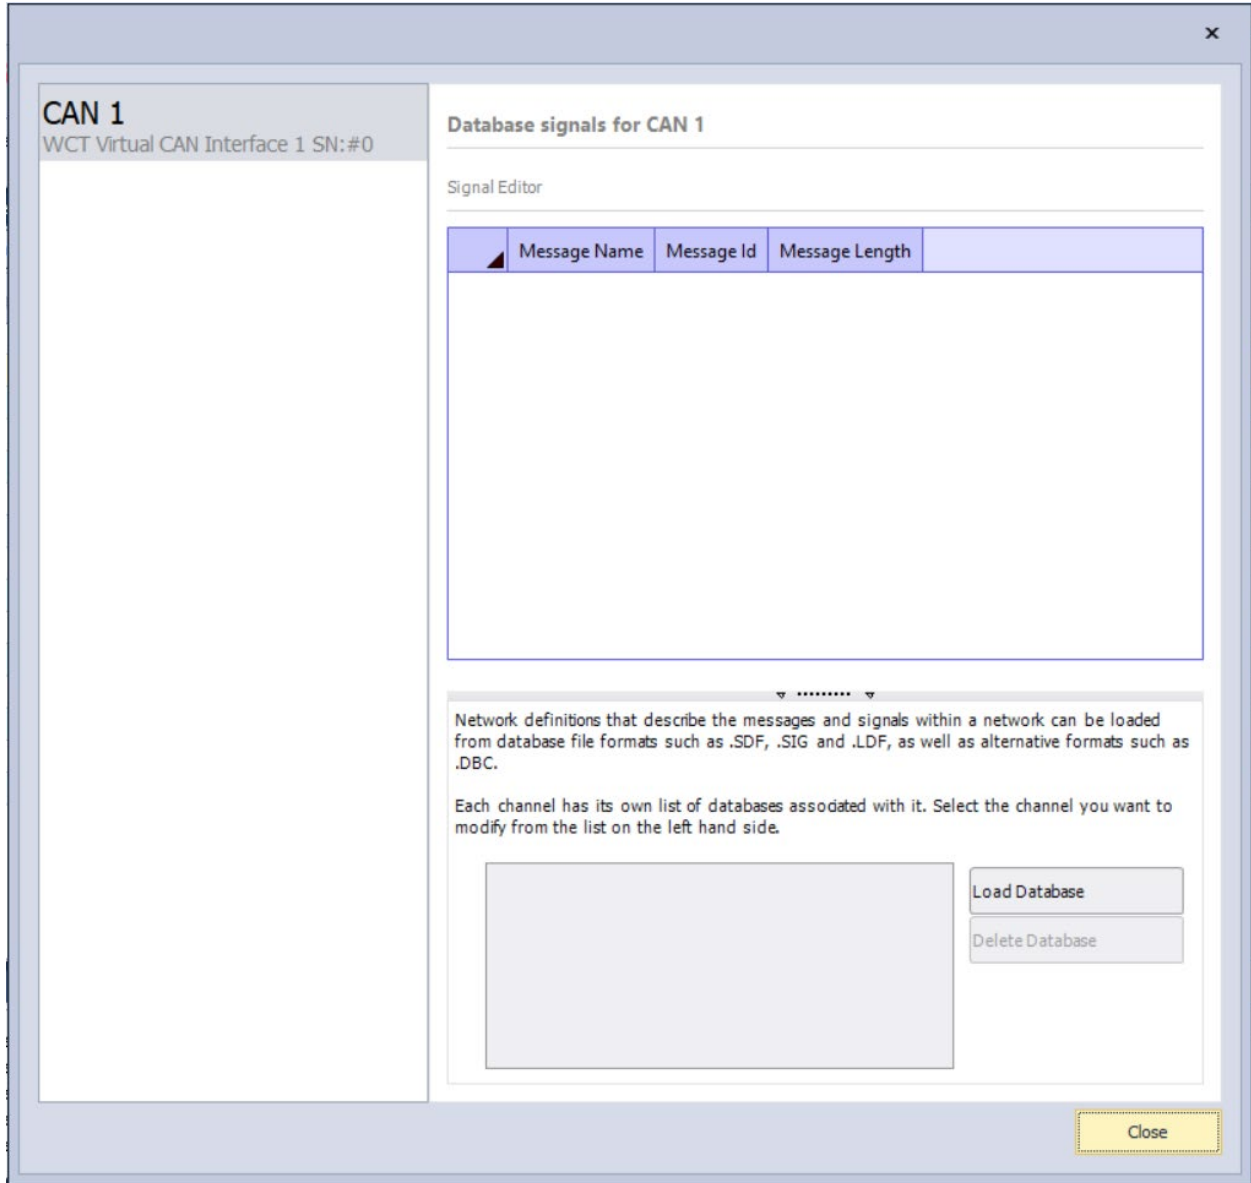 CAN 1
WCT Virtual CAN Interface 1 SN:#0
Database signals for CAN 1
Signal Editor
Message Name Message Id Message Length
Network definitions that describe the messages and signals within a network can be loaded
from database file formats such as .SDF, .SIG and .LDF, as well as alternative formats such as
.DBC.
Each channel has its own list of databases associated with it. Select the channel you want to
modify from the list on the left hand side.
Load Database
Delete Database
Close